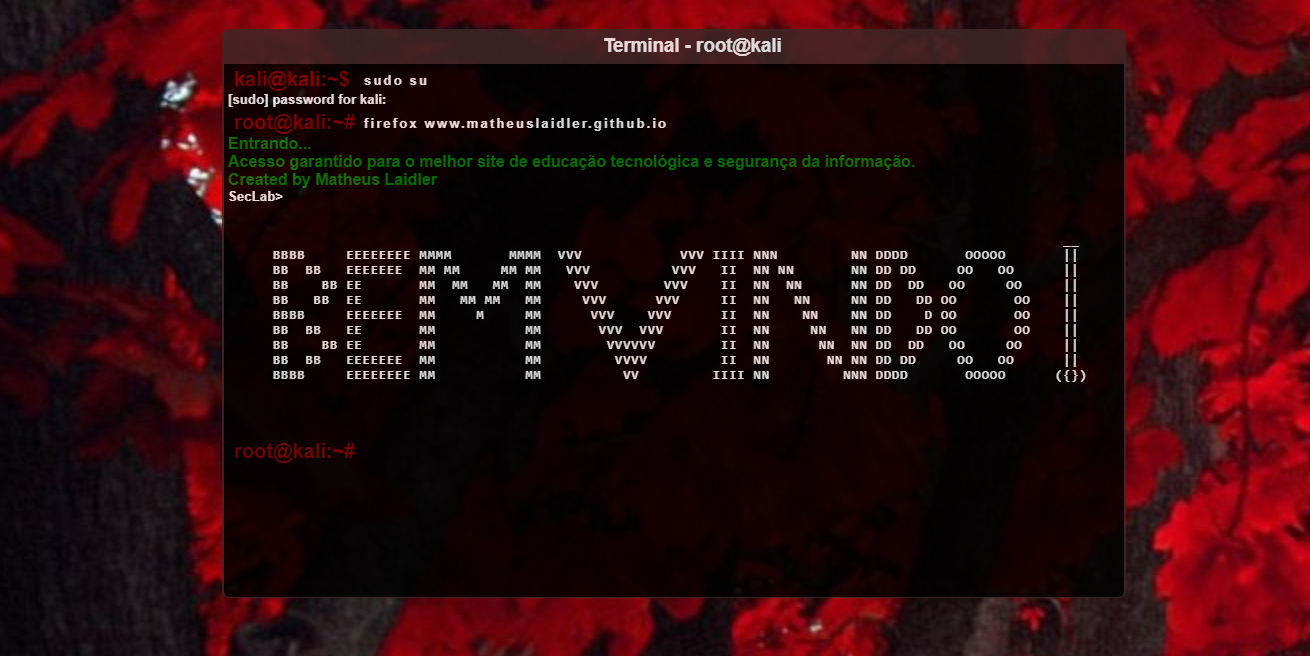 Terminal - root@kali
kali@kali:~$ sudo su
[sudo] password for kali:
root@kali:~# firefox www.matheuslaidler.github.io
Entrando...
Acesso garantido para o melhor site de educação tecnológica e segurança da informação.
Created by Matheus Laidler
SecLab>
__
BBBB     EEEEEEEE MMMM       MMMM  VVV            VVV IIII NNN         NN DDDD       OOOOO       ||
BB  BB   EEEEEEE  MM MM     MM MM   VVV          VVV   II  NN NN       NN DD DD     OO   OO      ||
BB    BB EE       MM  MM   MM  MM    VVV        VVV    II  NN  NN      NN DD  DD   OO     OO     ||
BB   BB  EE       MM   MM MM   MM     VVV      VVV     II  NN   NN     NN DD   DD OO       OO    ||
BBBB     EEEEEEE  MM     M     MM      VVV    VVV      II  NN    NN    NN DD    D OO       OO    ||
BB  BB   EE       MM           MM       VVV  VVV       II  NN     NN   NN DD   DD OO       OO    ||
BB    BB EE       MM           MM        VVVVVV        II  NN      NN  NN DD  DD   OO     OO     ||
BB  BB   EEEEEEE  MM           MM         VVVV         II  NN       NN NN DD DD     OO   OO      ||
BBBB     EEEEEEEE MM           MM          VV         IIII NN         NNN DDDD       OOOOO      ({})
root@kali:~#